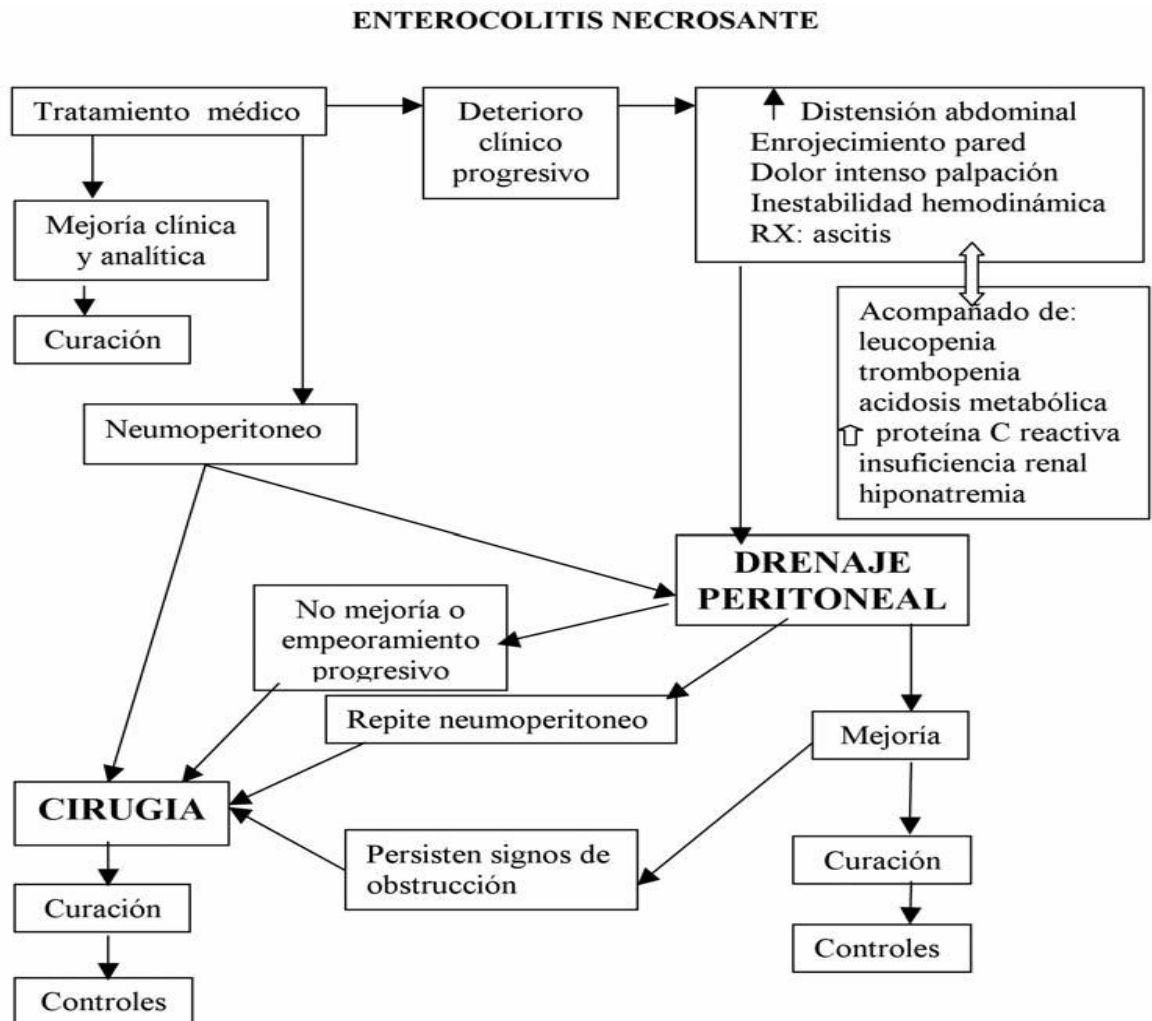 ENTEROCOLITIS NECROSANTE
Tratamiento médico
Deterioro
clínico
progresivo
Distensión abdominal
Enrojecimiento pared
Dolor intenso palpación
Inestabilidad hemodinámica
RX: ascitis
Mejoría clínica
y analítica
Curación
Acompañado de:
leucopenia
trombopenia
acidosis metabólica
proteína C reactiva
insuficiencia renal
hiponatremia
Neumoperitoneo
DRENAJE
PERITONEAL
No mejoría o
empeoramiento
progresivo
Repite neumoperitoneo
Mejoría
CIRUGIA
Persisten signos de
obstrucción
Curación
Controles
Curación
Controles